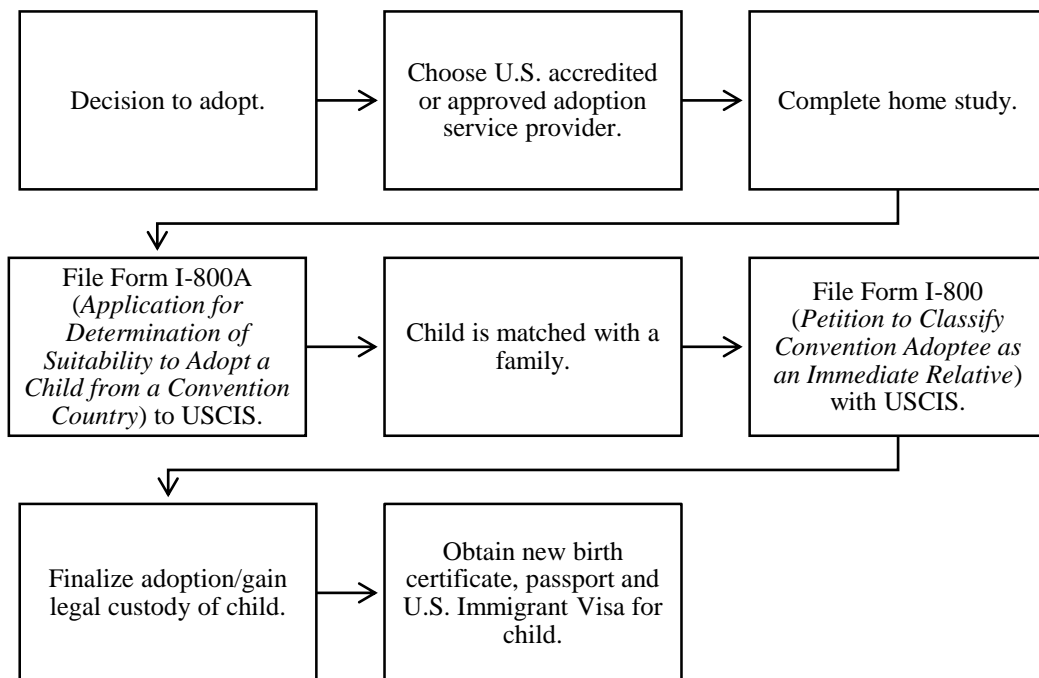 Decision to adopt.
Choose U.S. accredited
or approved adoption
service provider.
Complete home study.
File Form I-800A
(Application for
Determination of
Suitability to Adopt a
Child from a Convention
Country) to USCIS.
Child is matched with a
family.
File Form I-800
(Petition to Classify
Convention Adoptee as
an Immediate Relative)
with USCIS.
Finalize adoption/gain
legal custody of child.
Obtain new birth
certificate, passport and
U.S. Immigrant Visa for
child.